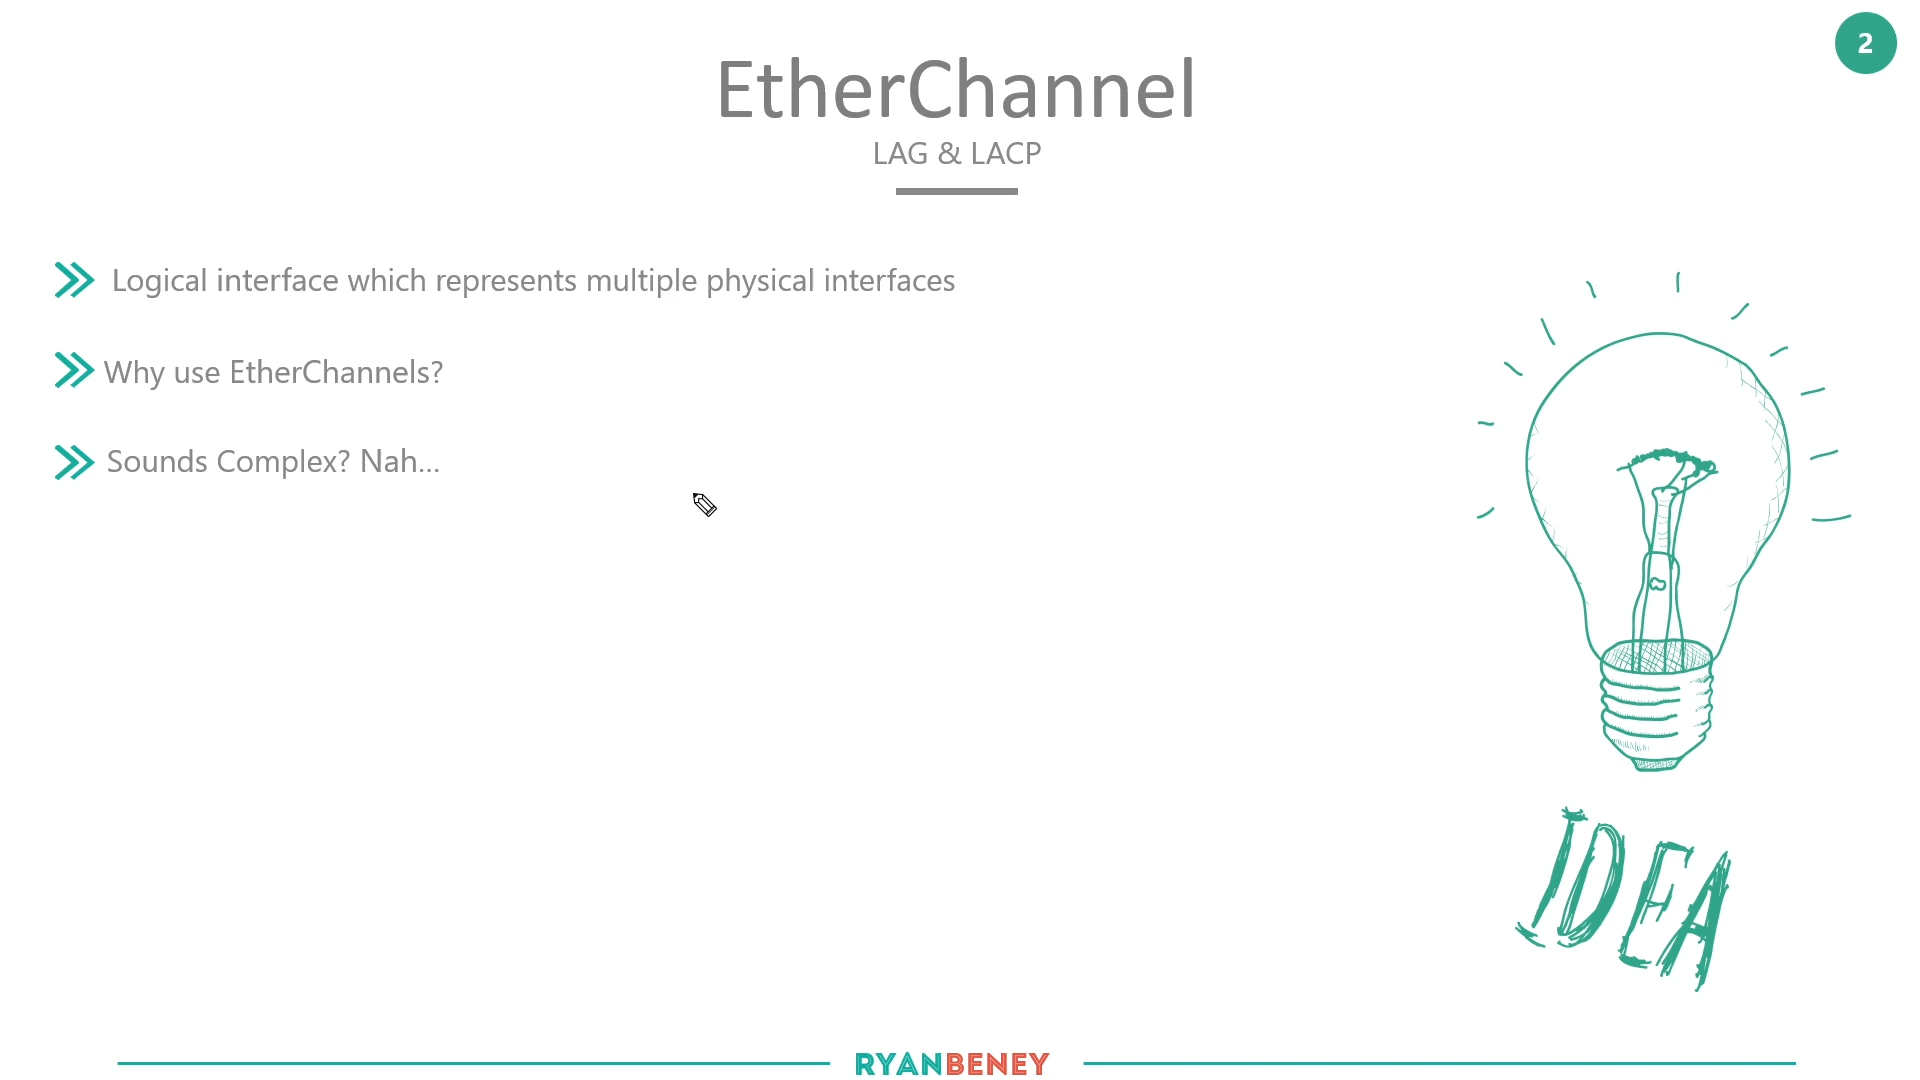 2
EtherChannel
LAG & LACP
Logical interface which represents multiple physical interfaces
Why use EtherChannels?
Sounds Complex? Nah...
IDEA
RYANBENEY